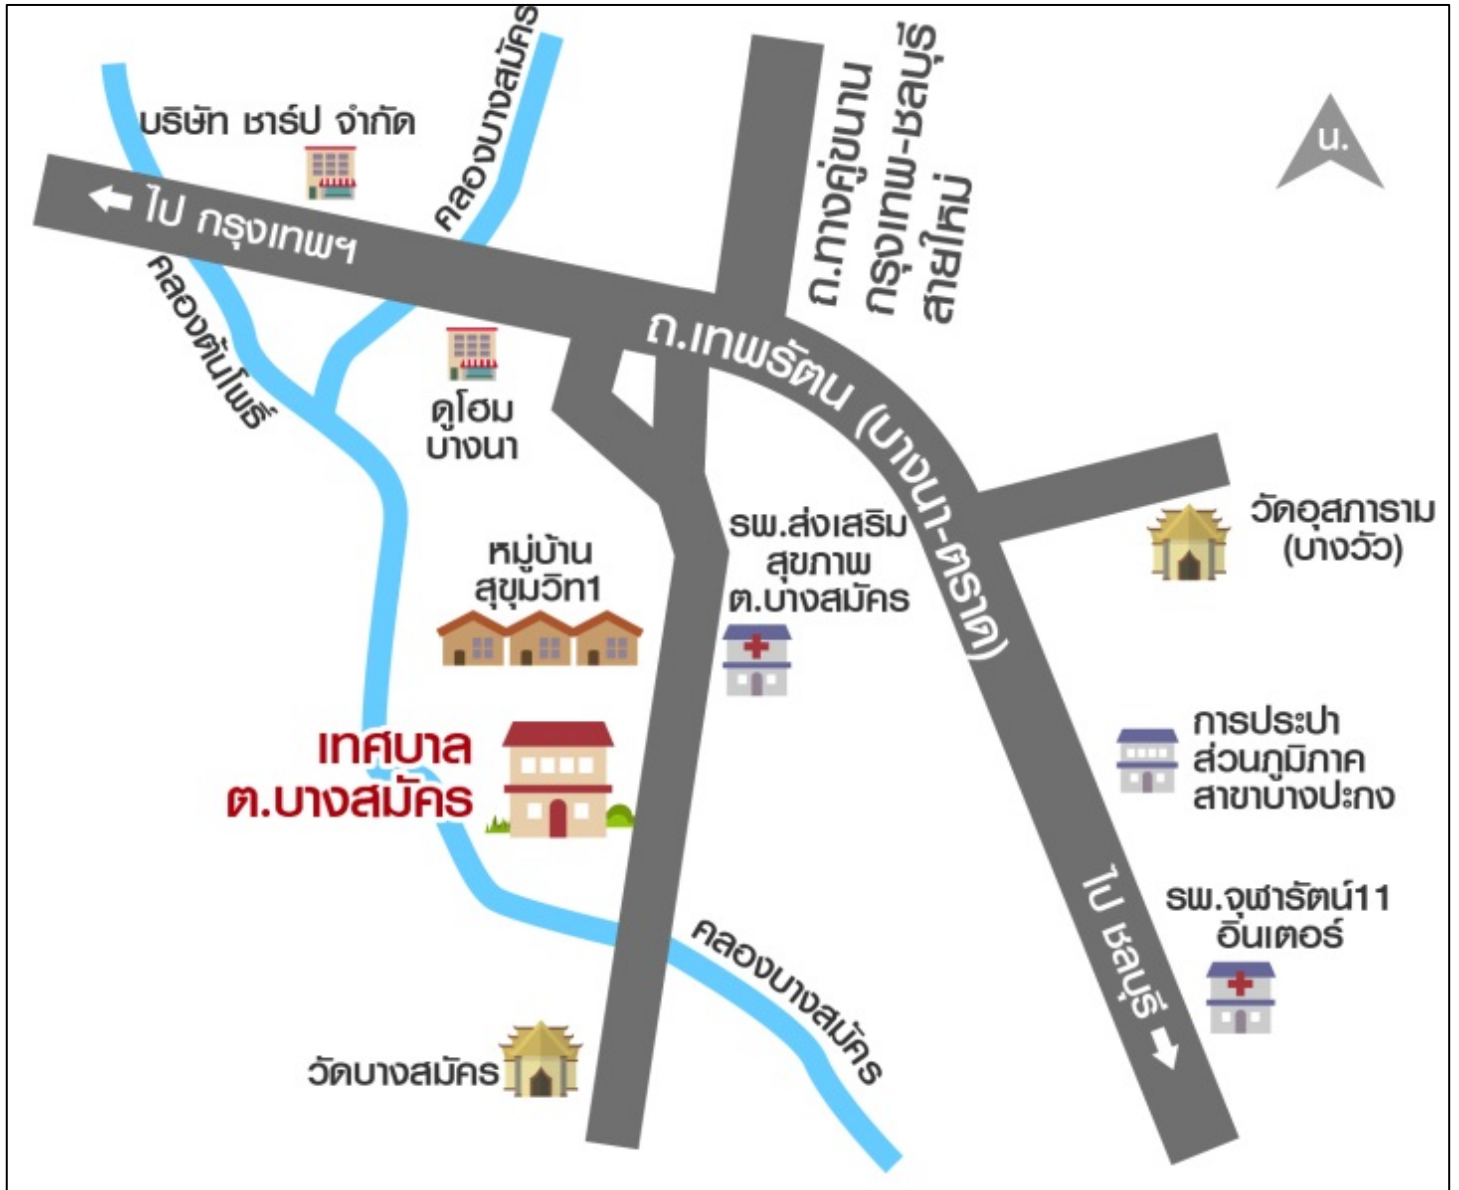 คลองบางสมัคร
บริษัท ชาร์ป จำกัด
น.
ไป กรุงเทพฯ
ถ.ทางคู่ขนาน
กรุงเทพ-ชลบุรี
สายใหม่
คลองต้นโพธิ์
ถ.เทพรัตน (บางนา-ตราด)
ดูโฮม
บางนา
วัดอุสภาราม
(บางวัว)
รพ.ส่งเสริม
สุขภาพ
ต.บางสมัคร
หมู่บ้าน
สุขุมวิท1
เทศบาล
ต.บางสมัคร
การประปา
ส่วนภูมิภาค
สาขาบางปะกง
ไป ชลบุรี
รพ.จุฬารัตน์11
อินเตอร์
คลองบางสมัคร
วัดบางสมัคร